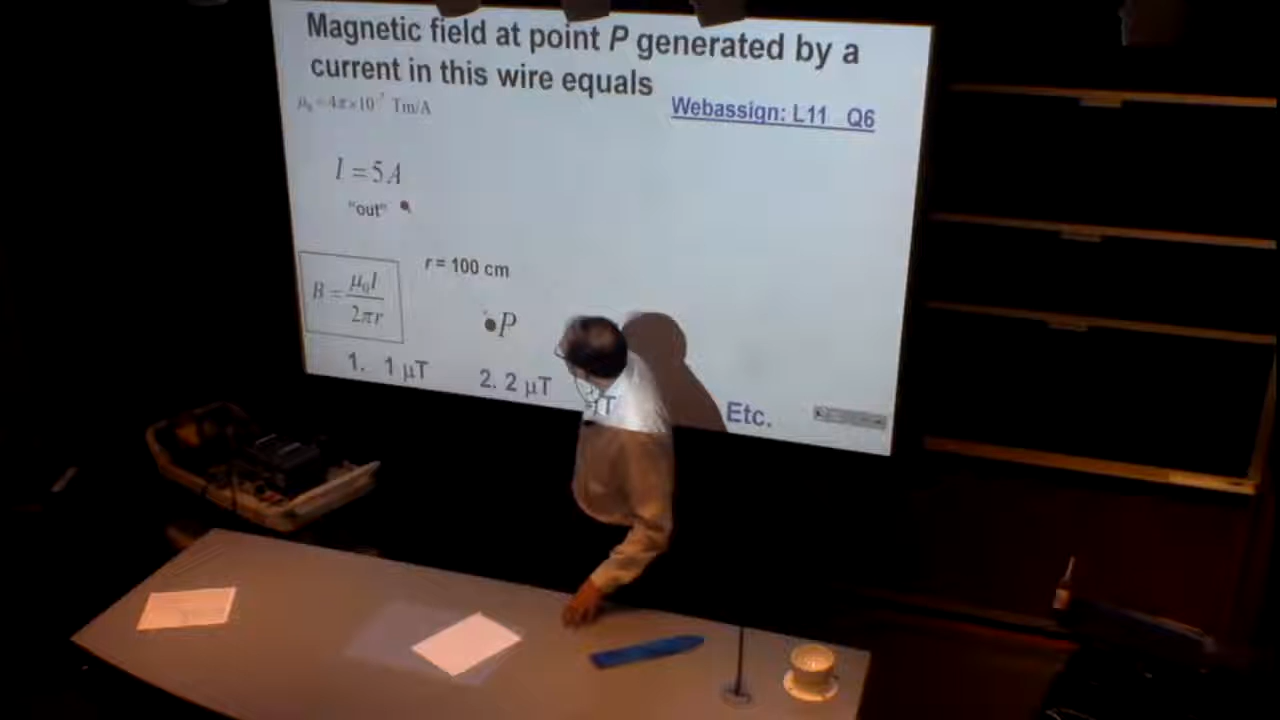 Magnetic field at point P generated by a
current in this wire equals
μ₀ = 4π×10⁻⁷ Tm/A
Webassign: L11 Q6
I = 5A
"out"
r = 100 cm
B = μ₀I / 2πr
P
1. 1 μT
2. 2 μT
Etc.